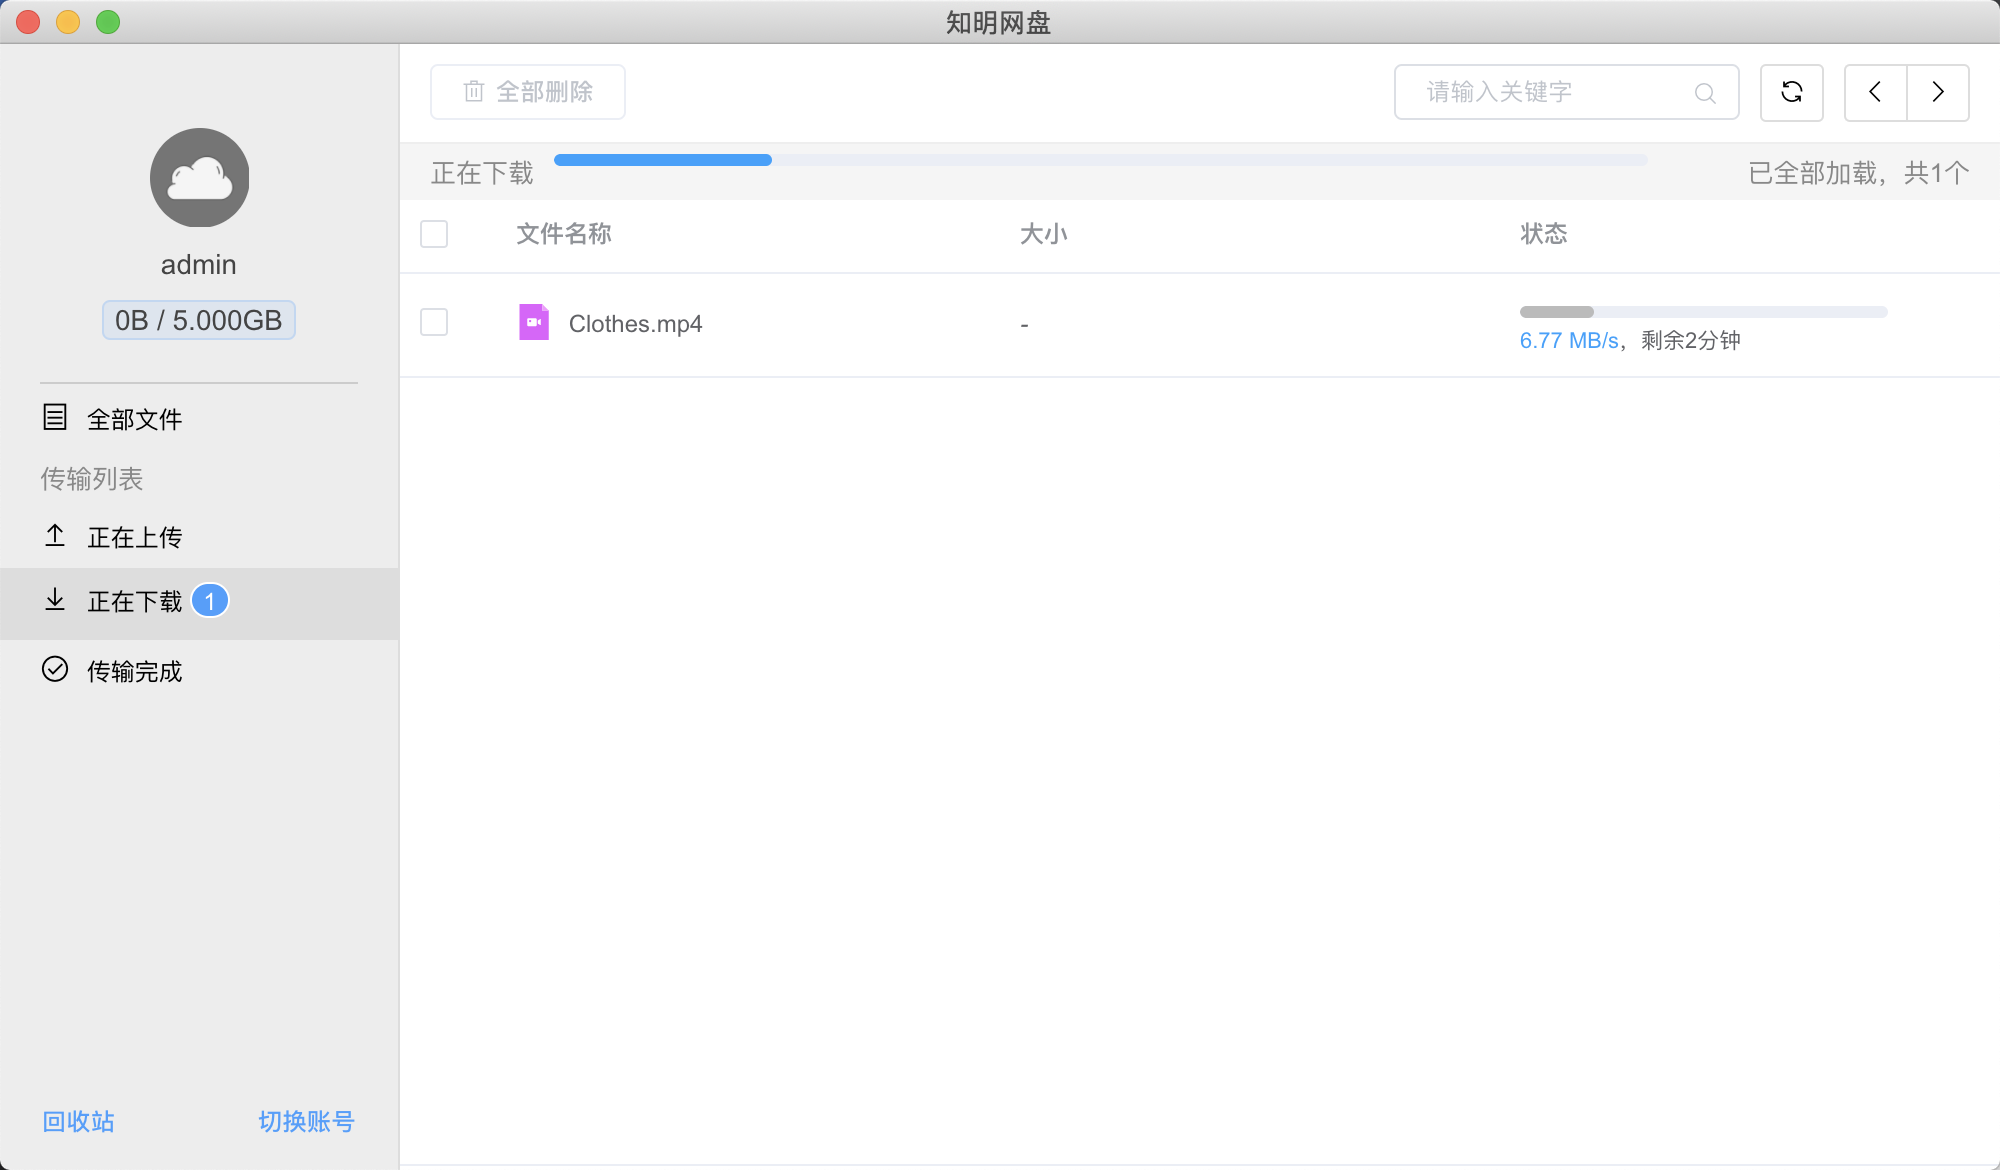 知明网盘
admin
0B / 5.000GB
全部文件
传输列表
正在上传
正在下载 1
传输完成
回收站 切换账号
全部删除 请输入关键字
正在下载 已全部加载，共1个
文件名称 大小 状态
Clothes.mp4 - 6.77 MB/s，剩余2分钟